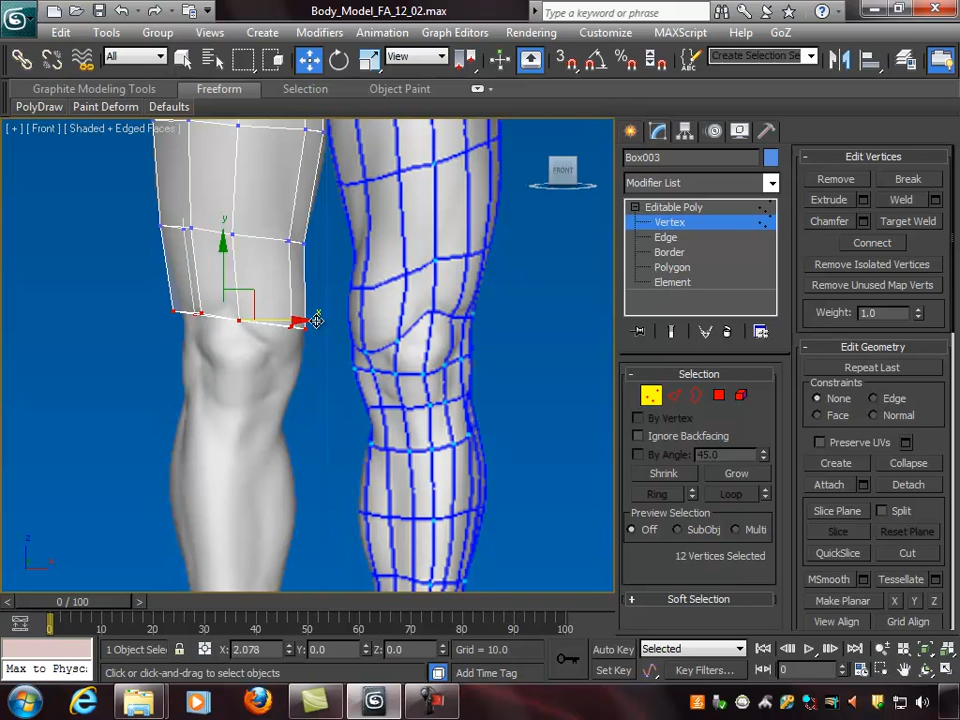 Body_Model_FA_12_02.max
Type a keyword or phrase
Edit Tools Group Views Create Modifiers Animation Graph Editors Rendering Customize MAXScript Help GoZ
All View Create Selection Se
Graphite Modeling Tools Freeform Selection Object Paint
PolyDraw Paint Deform Defaults
[ + ] [ Front ] [ Shaded + Edged Faces ]
FRONT
y
x
z
Box003
Modifier List
Editable Poly
Vertex
Edge
Border
Polygon
Element
Selection
By Vertex
Ignore Backfacing
By Angle: 45.0
Shrink Grow
Ring Loop
Preview Selection
Off SubObj Multi
12 Vertices Selected
Soft Selection
Edit Vertices
Remove Break
Extrude Weld
Chamfer Target Weld
Connect
Remove Isolated Vertices
Remove Unused Map Verts
Weight: 1.0
Edit Geometry
Repeat Last
Constraints
None Edge
Face Normal
Preserve UVs
Create Collapse
Attach Detach
Slice Plane Split
Slice Reset Plane
QuickSlice Cut
MSmooth Tessellate
Make Planar X Y Z
View Align Grid Align
0 / 100
0 10 20 30 40 50 60 70 80 90 100
1 Object Selec X: 2.078 Y: 0.0 Z: 0.0 Grid = 10.0
Auto Key Selected
Max to Physc Click or click-and-drag to select objects Add Time Tag
Set Key Key Filters... 0